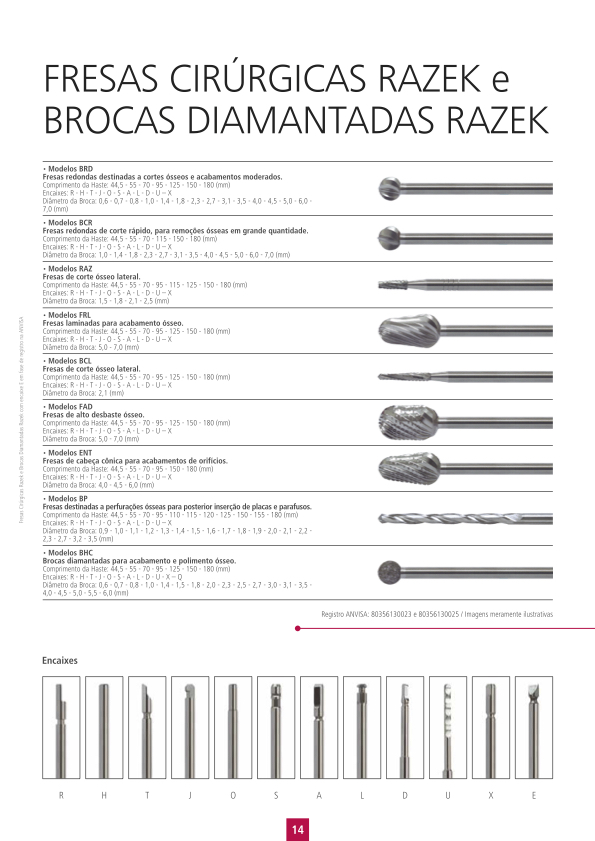 FRESAS CIRÚRGICAS RAZEK e
BROCAS DIAMANTADAS RAZEK
• Modelos BRD
Fresas redondas destinadas a cortes ósseos e acabamentos moderados.
Comprimento da Haste: 44,5 - 55 - 70 - 95 - 125 - 150 - 180 (mm)
Encaixes: R - H - T - J - O - S - A - L - D - U – X
Diâmetro da Broca: 0,6 - 0,7 - 0,8 - 1,0 - 1,4 - 1,8 - 2,3 - 2,7 - 3,1 - 3,5 - 4,0 - 4,5 - 5,0 - 6,0 -
7,0 (mm)
• Modelos BCR
Fresas redondas de corte rápido, para remoções ósseas em grande quantidade.
Comprimento da Haste: 44,5 - 55 - 70 - 115 - 150 - 180 (mm)
Encaixes: R - H - T - J - O - S - A - L - D - U – X
Diâmetro da Broca: 1,0 - 1,4 - 1,8 - 2,3 - 2,7 - 3,1 - 3,5 - 4,0 - 4,5 - 5,0 - 6,0 - 7,0 (mm)
• Modelos RAZ
Fresas de corte ósseo lateral.
Comprimento da Haste: 44,5 - 55 - 70 - 95 - 115 - 125 - 150 - 180 (mm)
Encaixes: R - H - T - J - O - S - A - L - D - U – X
Diâmetro da Broca: 1,5 - 1,8 - 2,1 - 2,5 (mm)
• Modelos FRL
Fresas laminadas para acabamento ósseo.
Comprimento da Haste: 44,5 - 55 - 70 - 95 - 125 - 150 - 180 (mm)
Encaixes: R - H - T - J - O - S - A - L - D - U – X
Diâmetro da Broca: 5,0 - 7,0 (mm)
• Modelos BCL
Fresas de corte ósseo lateral.
Comprimento da Haste: 44,5 - 55 - 70 - 95 - 125 - 150 - 180 (mm)
Encaixes: R - H - T - J - O - S - A - L - D - U – X
Diâmetro da Broca: 2,1 (mm)
• Modelos FAD
Fresas de alto desbaste ósseo.
Comprimento da Haste: 44,5 - 55 - 70 - 95 - 125 - 150 - 180 (mm)
Encaixes: R - H - T - J - O - S - A - L - D - U – X
Diâmetro da Broca: 5,0 - 7,0 (mm)
• Modelos ENT
Fresas de cabeça cônica para acabamentos de orifícios.
Comprimento da Haste: 44,5 - 55 - 70 - 95 - 150 - 180 (mm)
Encaixes: R - H - T - J - O - S - A - L - D - U – X
Diâmetro da Broca: 4,0 - 4,5 - 6,0 (mm)
• Modelos BP
Fresas destinadas a perfurações ósseas para posterior inserção de placas e parafusos.
Comprimento da Haste: 44,5 - 55 - 70 - 95 - 110 - 115 - 120 - 125 - 150 - 155 - 180 (mm)
Encaixes: R - H - T - J - O - S - A - L - D - U – X
Diâmetro da Broca: 0,9 - 1,0 - 1,1 - 1,2 - 1,3 - 1,4 - 1,5 - 1,6 - 1,7 - 1,8 - 1,9 - 2,0 - 2,1 - 2,2 -
2,3 - 2,7 - 3,2 - 3,5 (mm)
• Modelos BHC
Brocas diamantadas para acabamento e polimento ósseo.
Comprimento da Haste: 44,5 - 55 - 70 - 95 - 125 - 150 - 180 (mm)
Encaixes: R - H - T - J - O - S - A - L - D - U - X – Q
Diâmetro da Broca: 0,6 - 0,7 - 0,8 - 1,0 - 1,4 - 1,5 - 1,8 - 2,0 - 2,3 - 2,5 - 2,7 - 3,0 - 3,1 - 3,5 -
4,0 - 4,5 - 5,0 - 5,5 - 6,0 (mm)
Fresas Cirúrgicas Razek e Brocas Diamantadas Razek com encaixe E em fase de registro na ANVISA
Registro ANVISA: 80356130023 e 80356130025 / Imagens meramente ilustrativas
Encaixes
R H T J O S A L D U X E
14